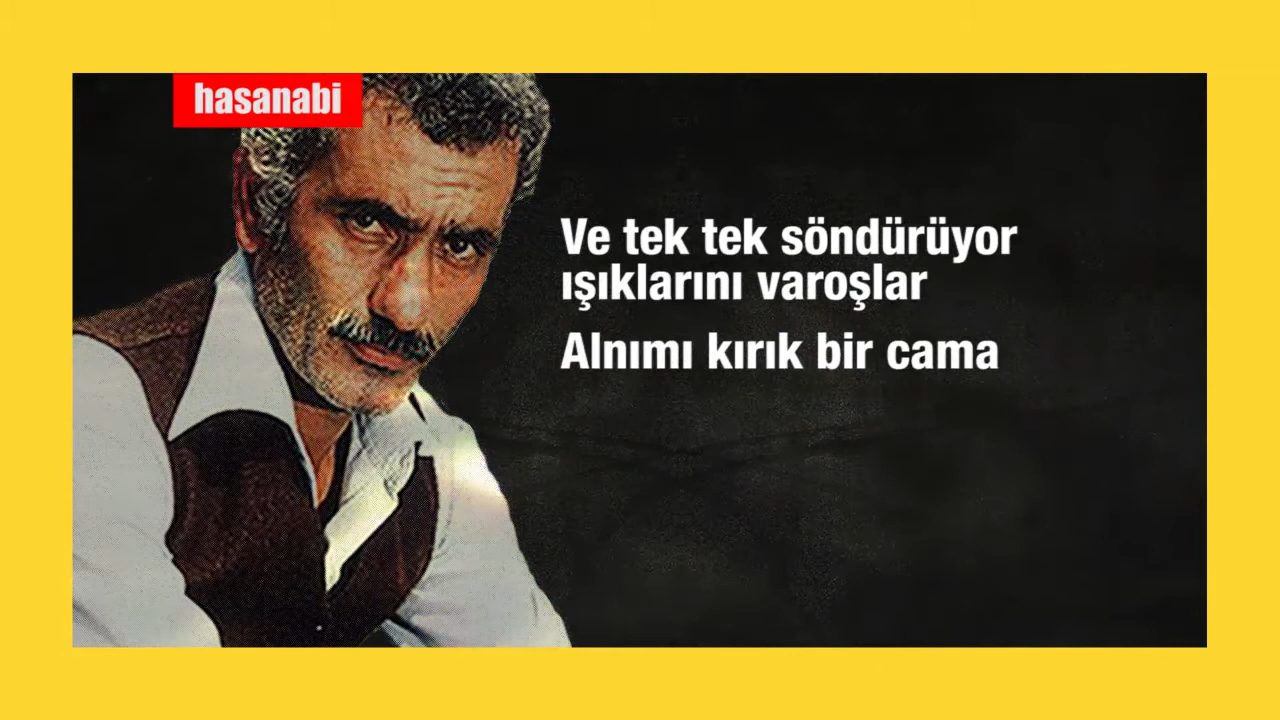 hasanabi
Ve tek tek söndürüyor
ışıklarını varoşlar
Alnımı kırık bir cama